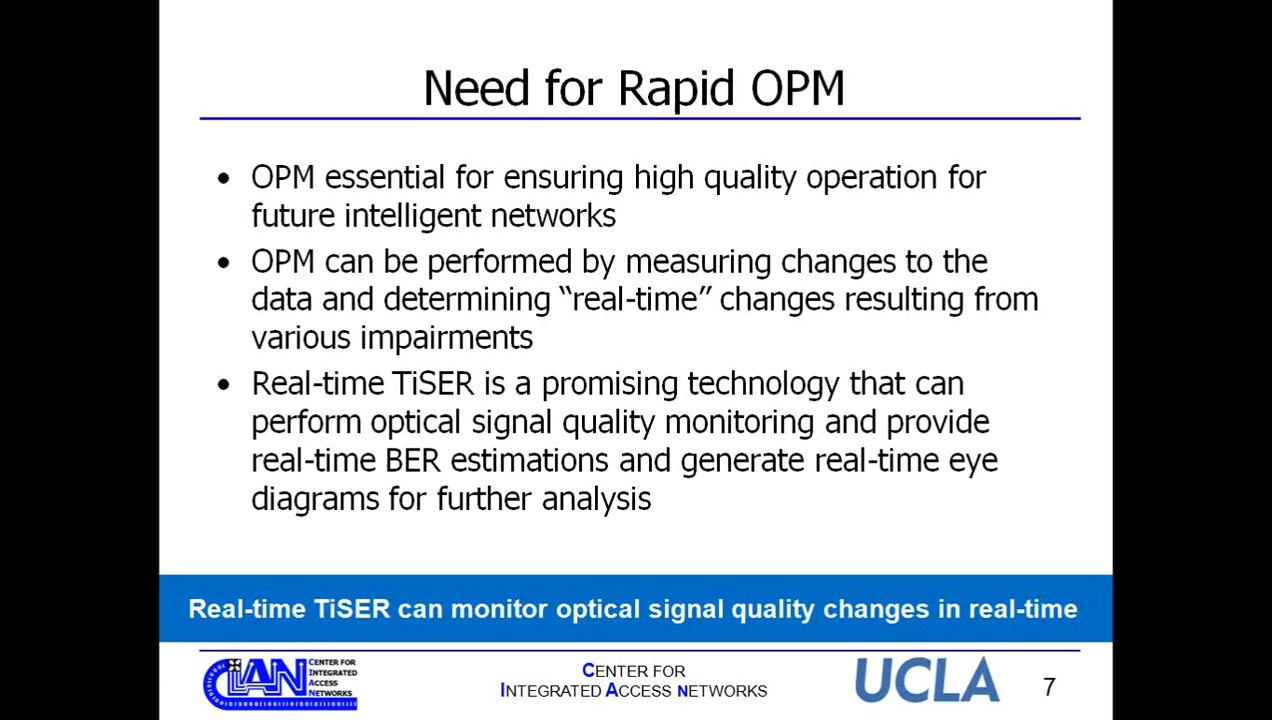 Need for Rapid OPM
• OPM essential for ensuring high quality operation for
future intelligent networks
• OPM can be performed by measuring changes to the
data and determining “real-time” changes resulting from
various impairments
• Real-time TiSER is a promising technology that can
perform optical signal quality monitoring and provide
real-time BER estimations and generate real-time eye
diagrams for further analysis
Real-time TiSER can monitor optical signal quality changes in real-time
CIAN
CENTER FOR
INTEGRATED
ACCESS
NETWORKS
CENTER FOR
INTEGRATED ACCESS NETWORKS
UCLA
7